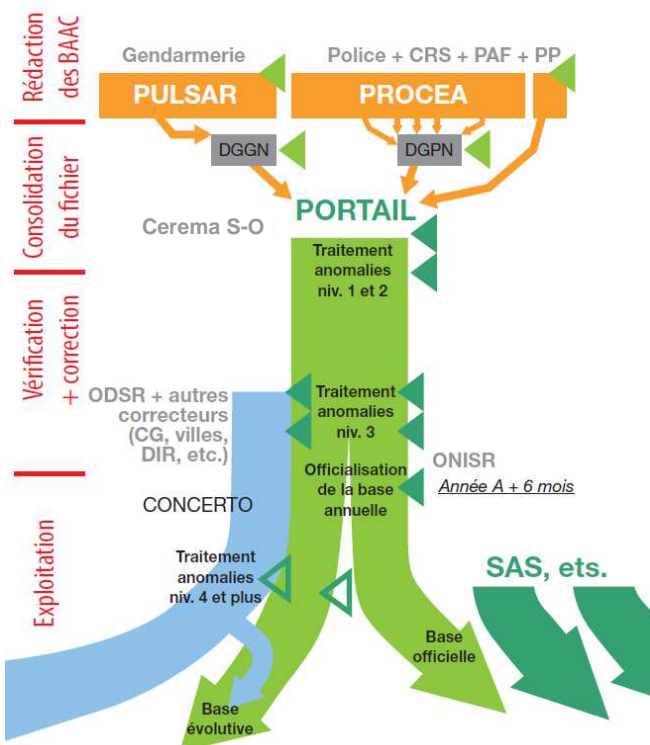 Rédaction
des BAAC
Gendarmerie
Police + CRS + PAF + PP
PULSAR
PROCEA
DGGN
DGPN
Consolidation
du fichier
PORTAIL
Cerema S-O
Traitement
anomalies
niv. 1 et 2
Vérification
+ correction
ODSR + autres
correcteurs
(CG, villes,
DIR, etc.)
Traitement
anomalies
niv. 3
Officialisation
de la base
annuelle
ONISR
Année A + 6 mois
Exploitation
CONCERTO
Traitement
anomalies
niv. 4 et plus
SAS, ets.
Base
officielle
Base
évolutive